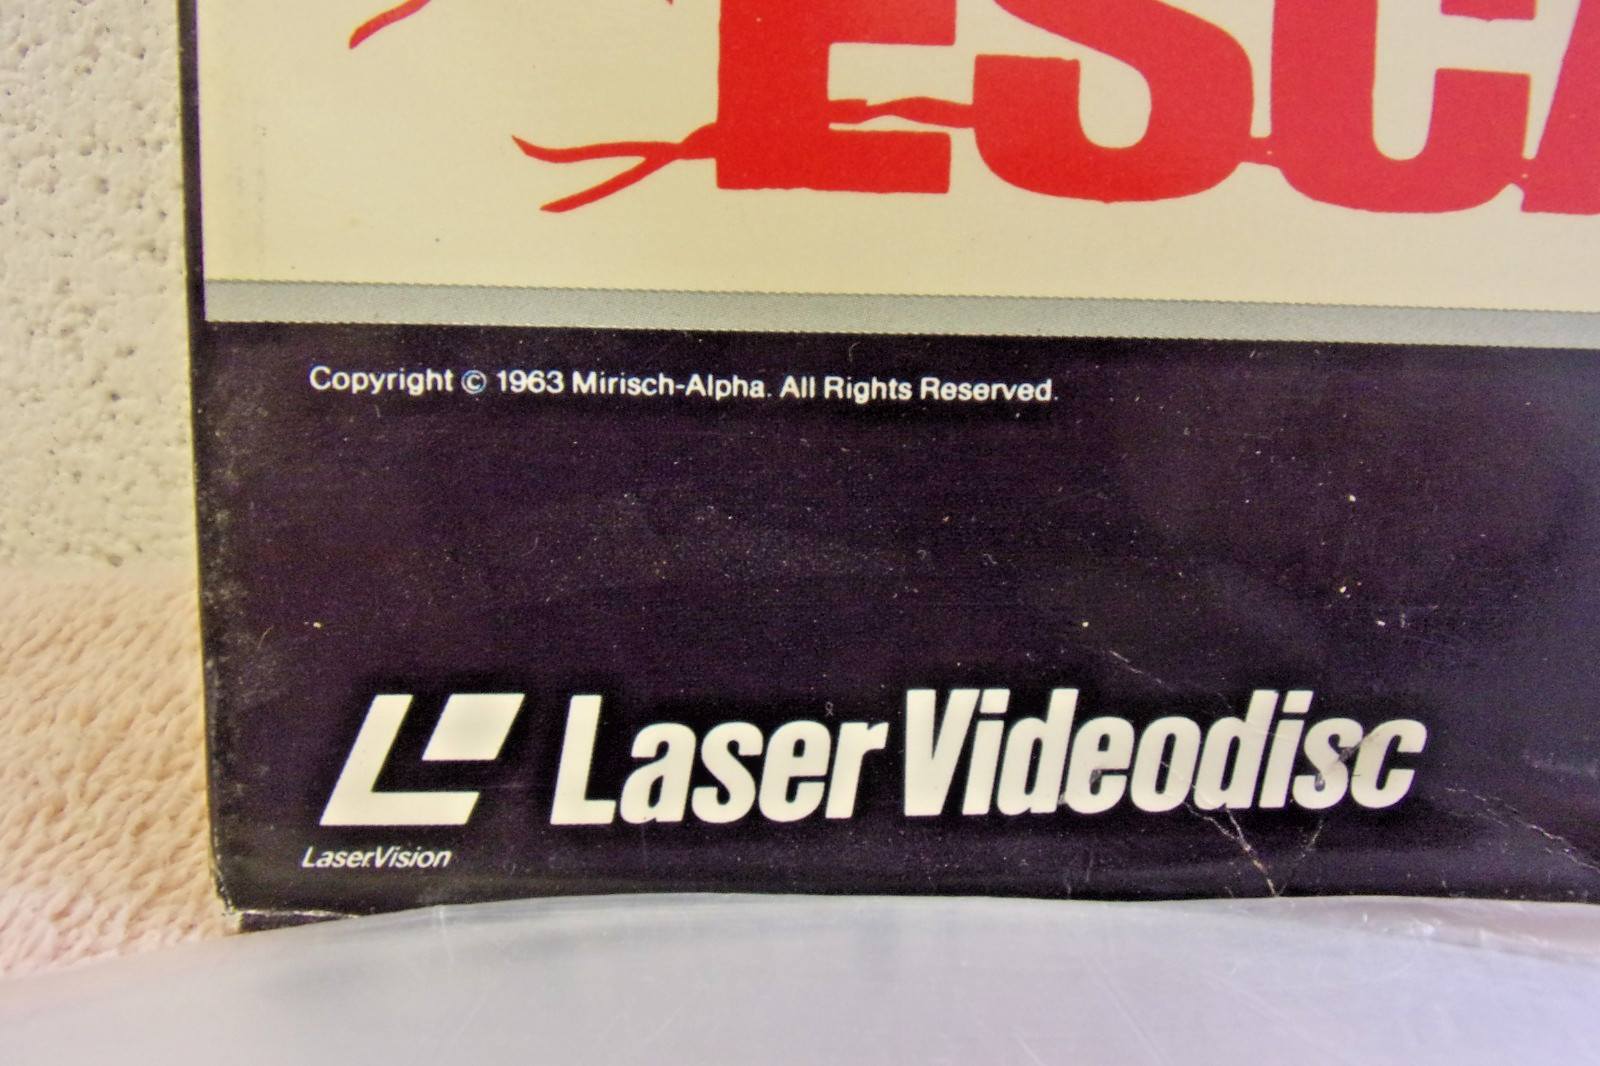 ESCA
Copyright © 1963 Mirisch-Alpha. All Rights Reserved.
Laser Videodisc
LaserVision